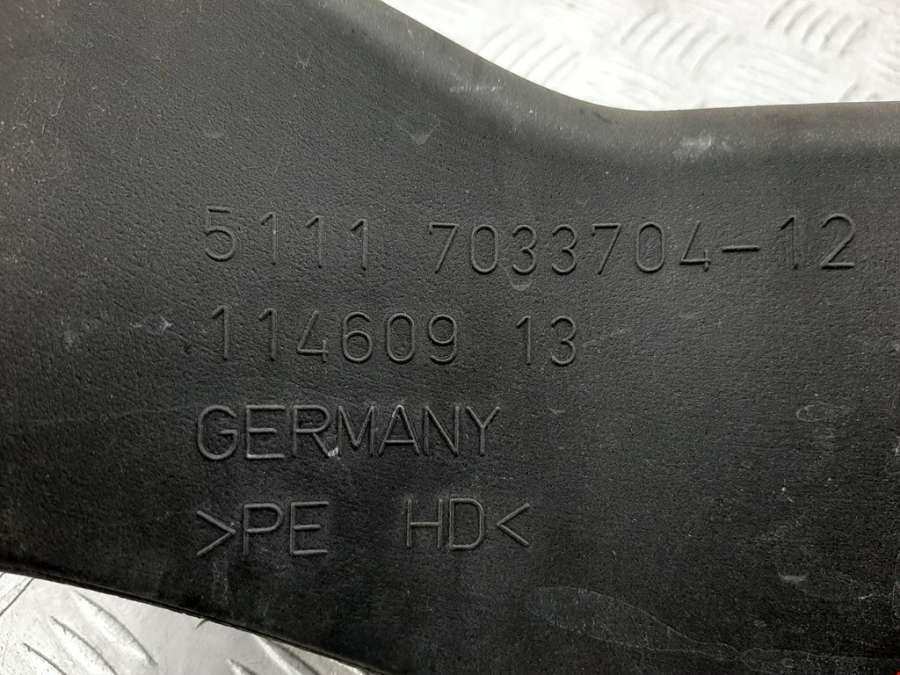 5111 7033704-12
114609 13
GERMANY
>PE HD<